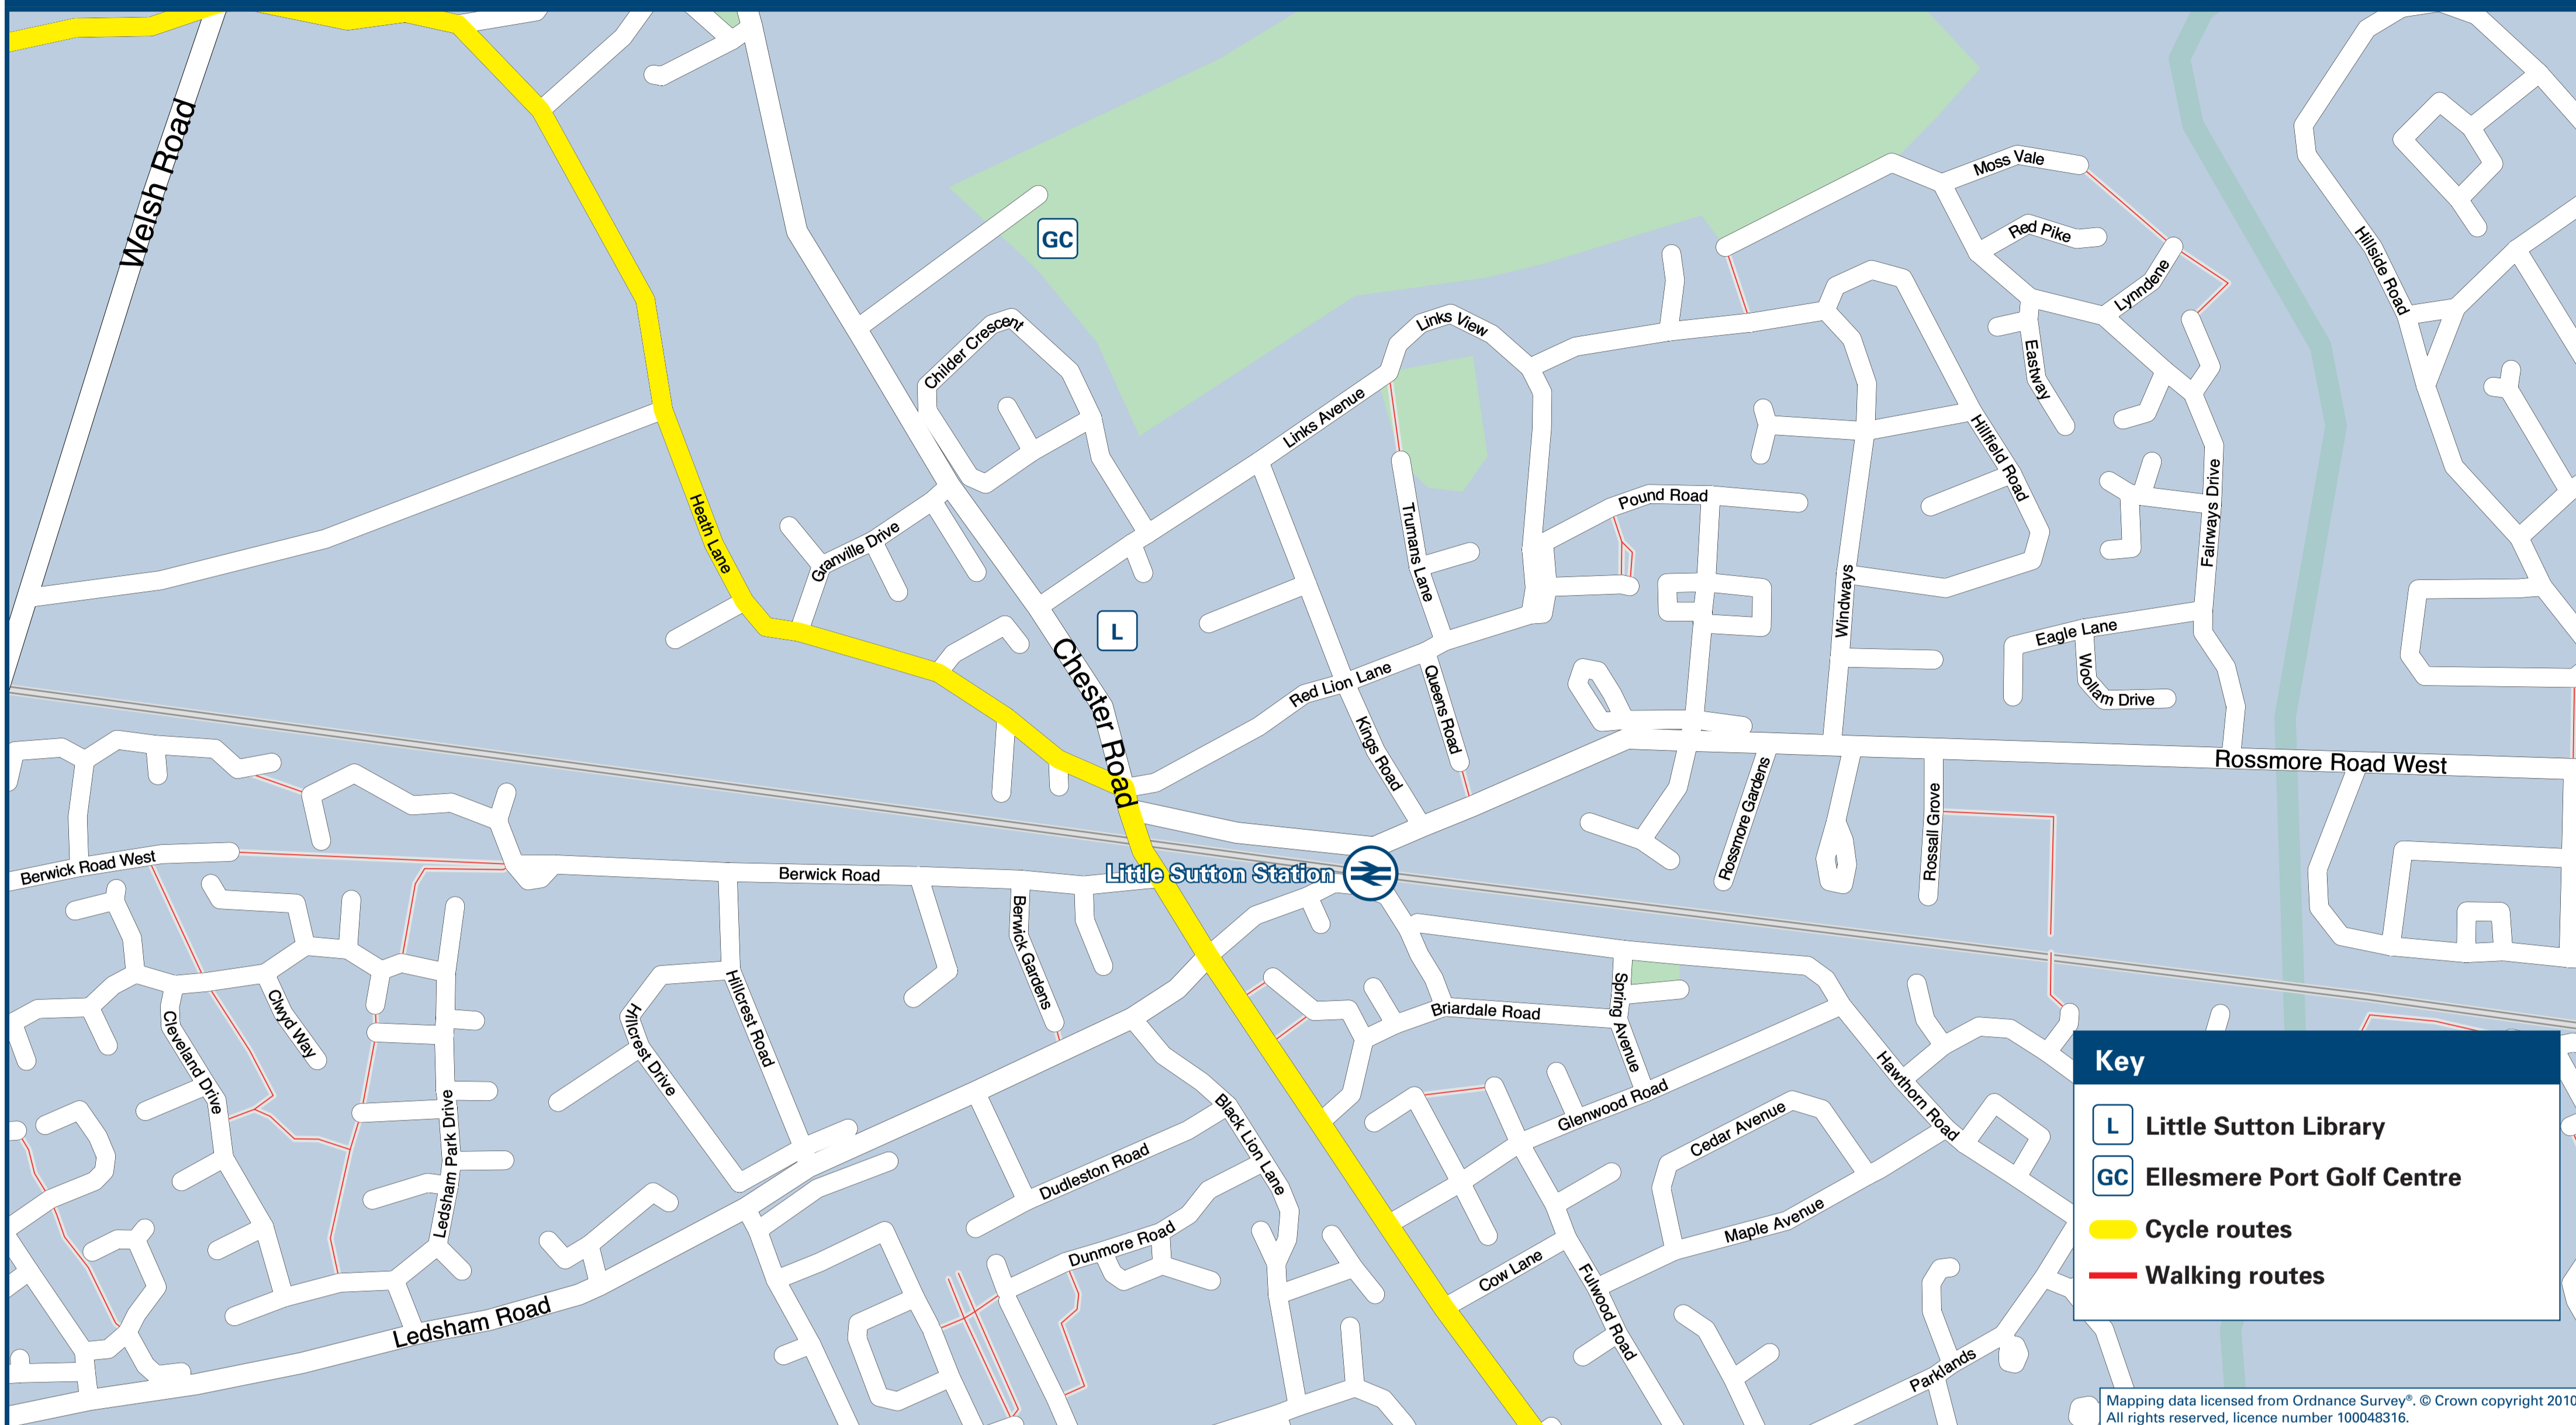 Welsh Road
Moss Vale
Red Pike
GC
Lynndene
Hillside Road
Links View
Childer Crescent
Eastway
Links Avenue
Hillfield Road
Heath Lane
Pound Road
Fairways Drive
Granville Drive
Trumans Lane
Windways
L
Eagle Lane
Chester Road
Woollam Drive
Red Lion Lane
Queens Road
Kings Road
Rossmore Road West
Rossmore Gardens
Rossall Grove
Berwick Road West
Berwick Road
Little Sutton Station
Berwick Gardens
Hillcrest Road
Spring Avenue
Clwyd Way
Briardale Road
Cleveland Drive
Hillcrest Drive
Hawthorn Road
Ledsham Park Drive
Black Lion Lane
Glenwood Road
Cedar Avenue
Dudleston Road
Maple Avenue
Dunmore Road
Cow Lane
Fulwood Road
Ledsham Road
Parklands
Key
L Little Sutton Library
GC Ellesmere Port Golf Centre
Cycle routes
Walking routes
Mapping data licensed from Ordnance Survey®. © Crown copyright 2010
All rights reserved, licence number 100048316.